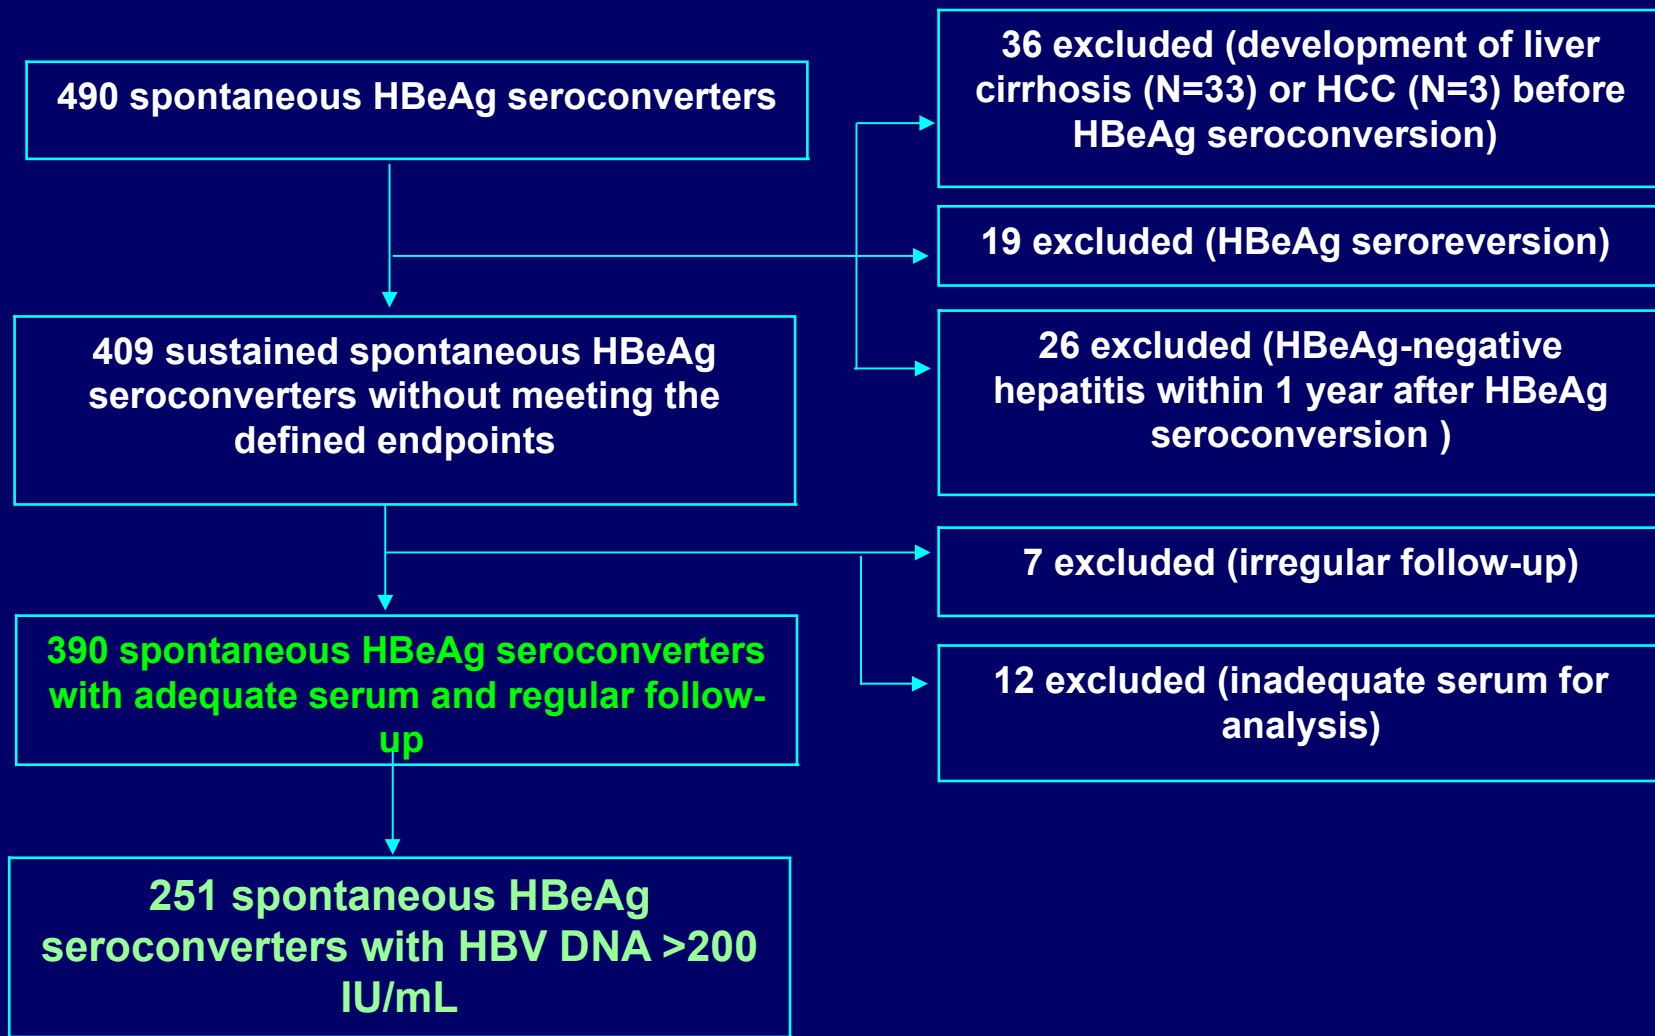 490 spontaneous HBeAg seroconverters
36 excluded (development of liver
cirrhosis (N=33) or HCC (N=3) before
HBeAg seroconversion)
19 excluded (HBeAg seroreversion)
409 sustained spontaneous HBeAg
seroconverters without meeting the
defined endpoints
26 excluded (HBeAg-negative
hepatitis within 1 year after HBeAg
seroconversion )
7 excluded (irregular follow-up)
390 spontaneous HBeAg seroconverters
with adequate serum and regular follow-
up
12 excluded (inadequate serum for
analysis)
251 spontaneous HBeAg
seroconverters with HBV DNA >200
IU/mL